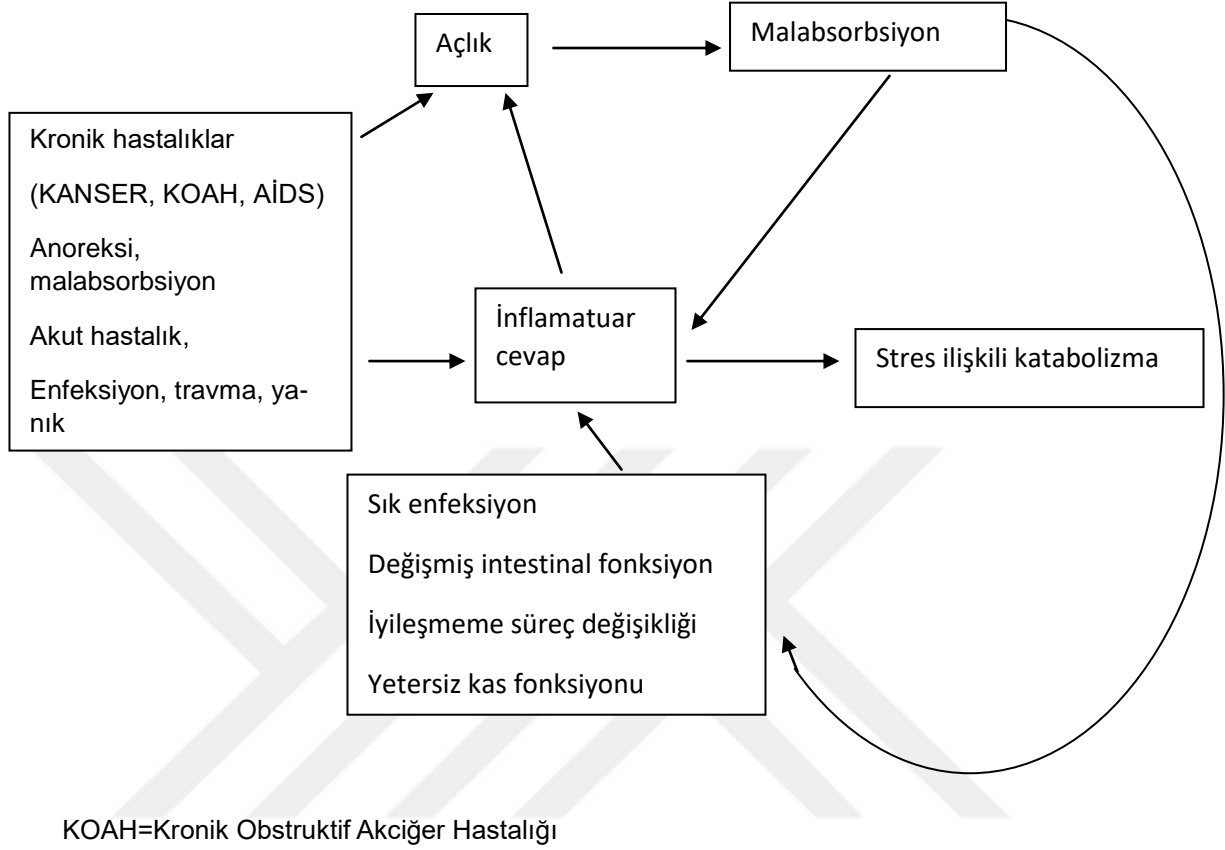 Açlık
Malabsorbsiyon
Kronik hastalıklar
(KANSER, KOAH, AİDS)
Anoreksi,
malabsorbsiyon
Akut hastalık,
Enfeksiyon, travma, ya-
nık
İnflamatuar
cevap
Stres ilişkili katabolizma
Sık enfeksiyon
Değişmiş intestinal fonksiyon
İyileşmeme süreç değişikliği
Yetersiz kas fonksiyonu
KOAH=Kronik Obstruktif Akciğer Hastalığı